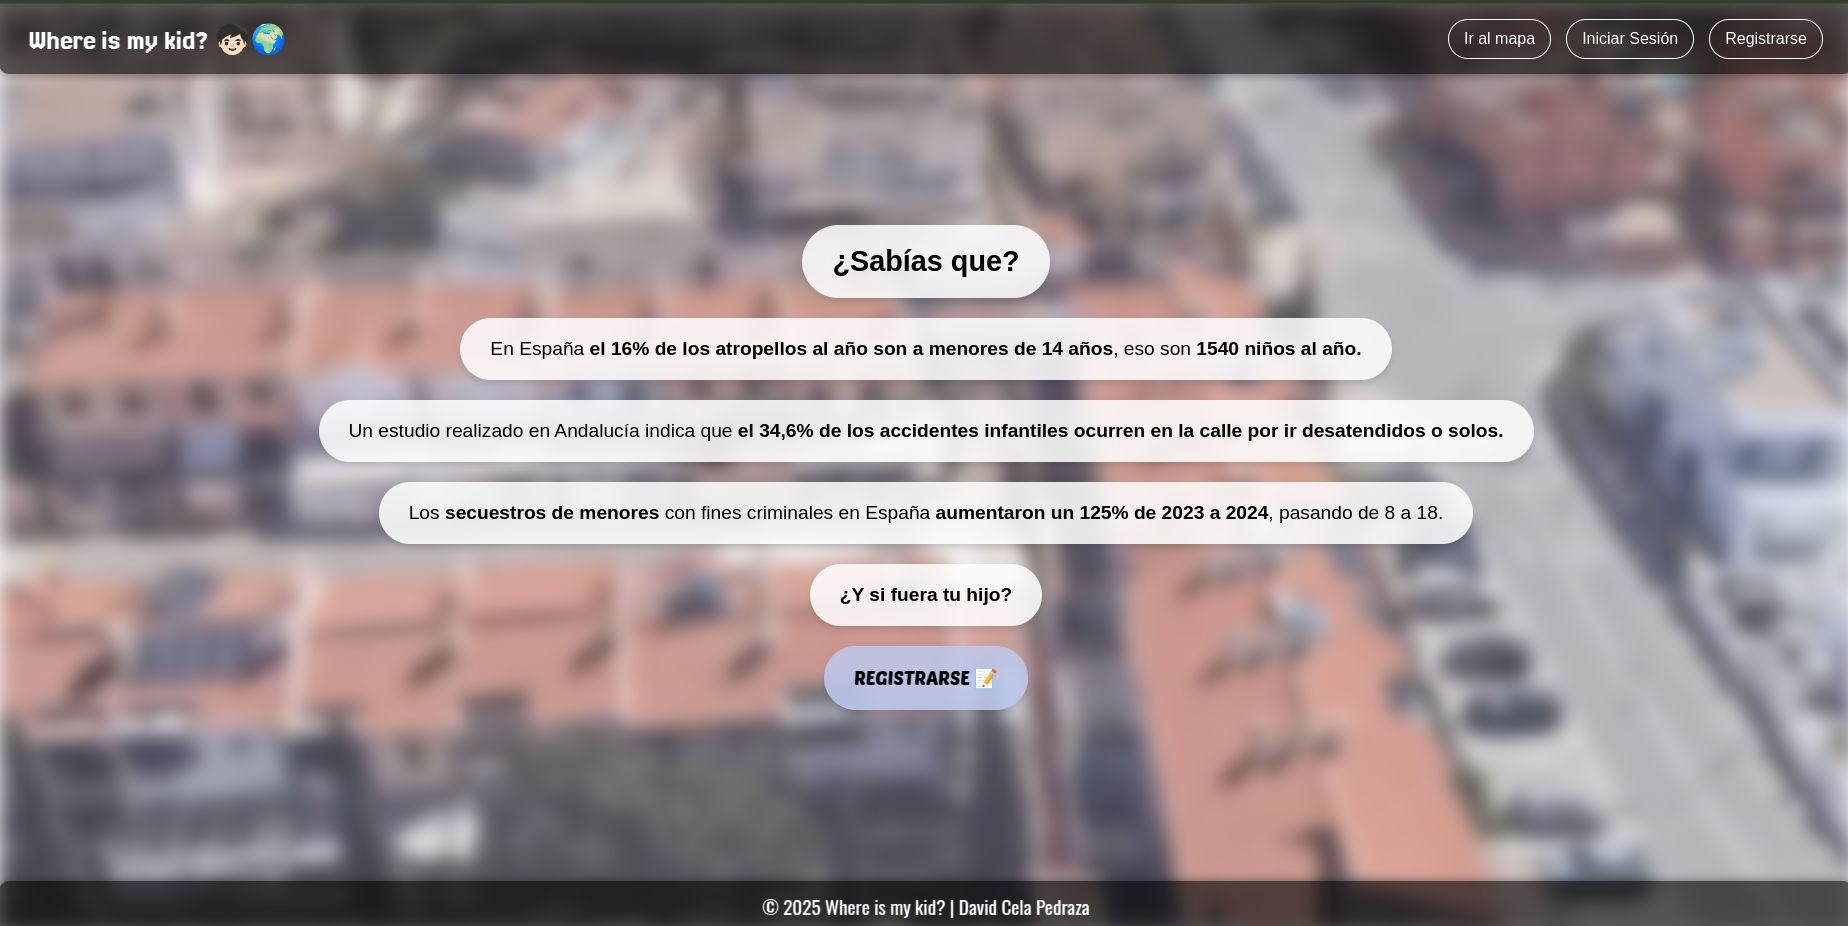 Where is my kid? 🧒🏻🌍
Ir al mapa
Iniciar Sesión
Registrarse
¿Sabías que?
En España el 16% de los atropellos al año son a menores de 14 años, eso son 1540 niños al año.
Un estudio realizado en Andalucía indica que el 34,6% de los accidentes infantiles ocurren en la calle por ir desatendidos o solos.
Los secuestros de menores con fines criminales en España aumentaron un 125% de 2023 a 2024, pasando de 8 a 18.
¿Y si fuera tu hijo?
REGISTRARSE 📝
© 2025 Where is my kid? | David Cela Pedraza